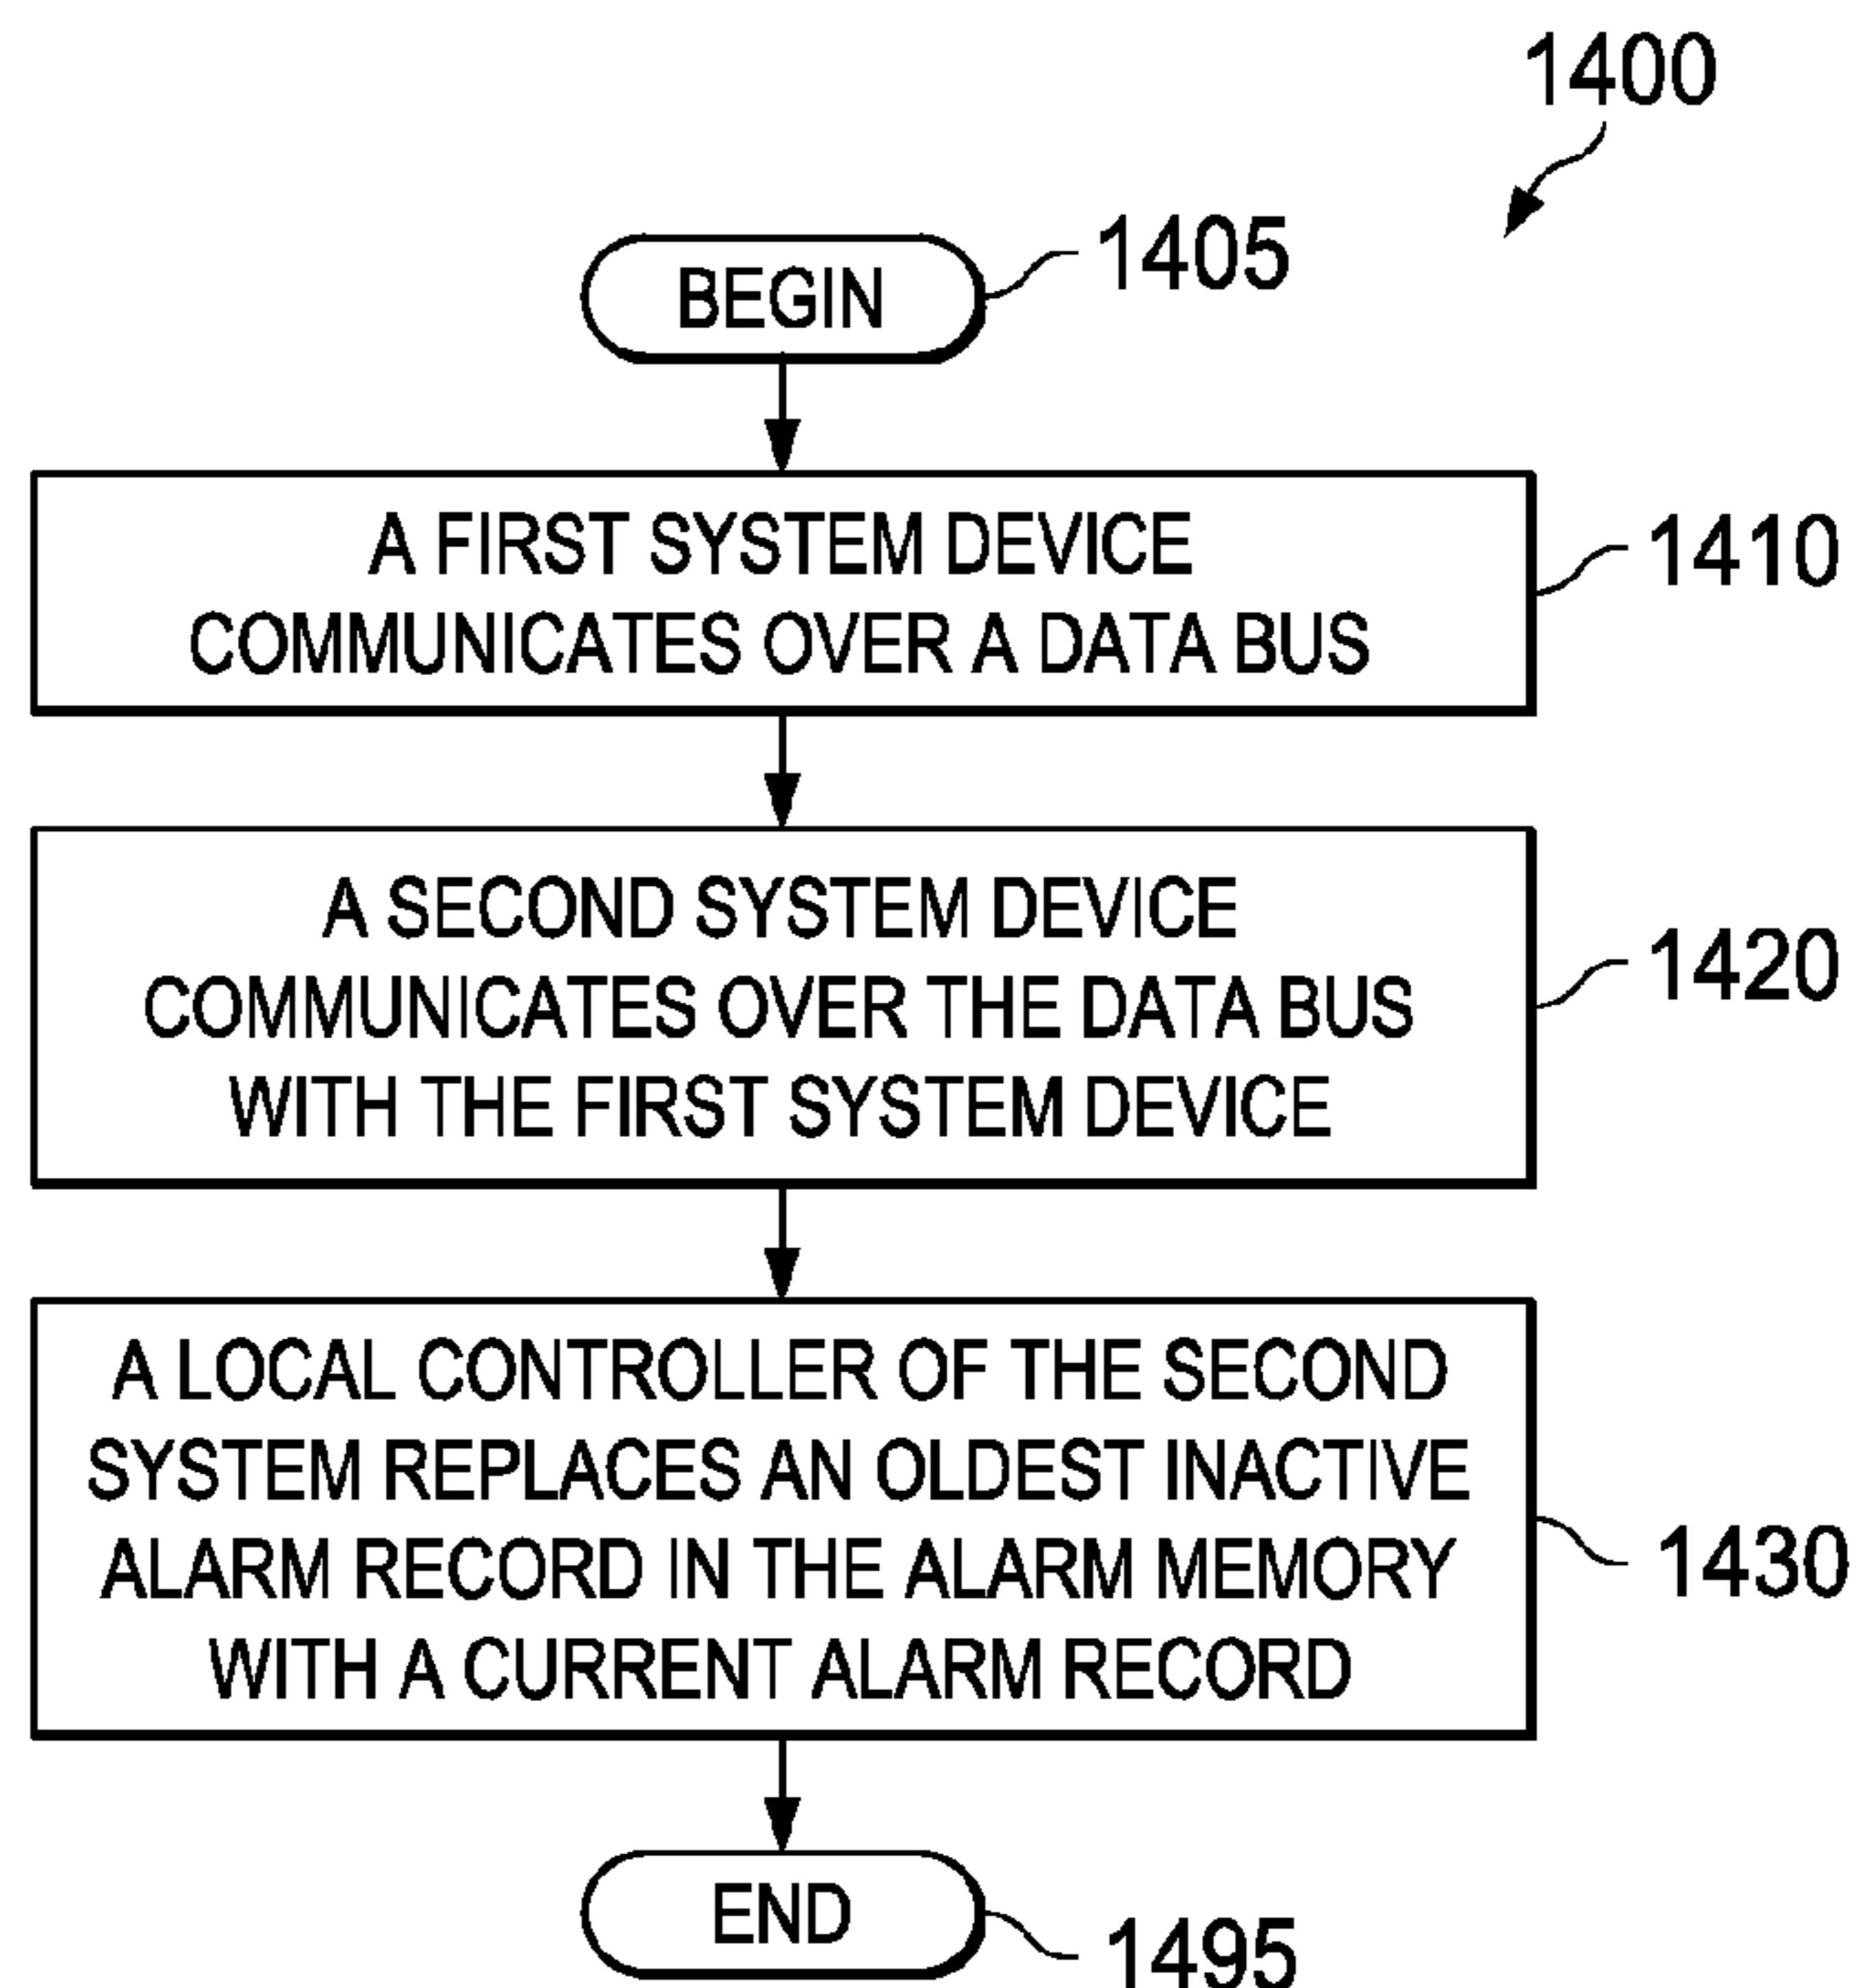 1400
BEGIN
1405
A FIRST SYSTEM DEVICE
COMMUNICATES OVER A DATA BUS
1410
A SECOND SYSTEM DEVICE
COMMUNICATES OVER THE DATA BUS
WITH THE FIRST SYSTEM DEVICE
1420
A LOCAL CONTROLLER OF THE SECOND
SYSTEM REPLACES AN OLDEST INACTIVE
ALARM RECORD IN THE ALARM MEMORY
WITH A CURRENT ALARM RECORD
1430
END
1495